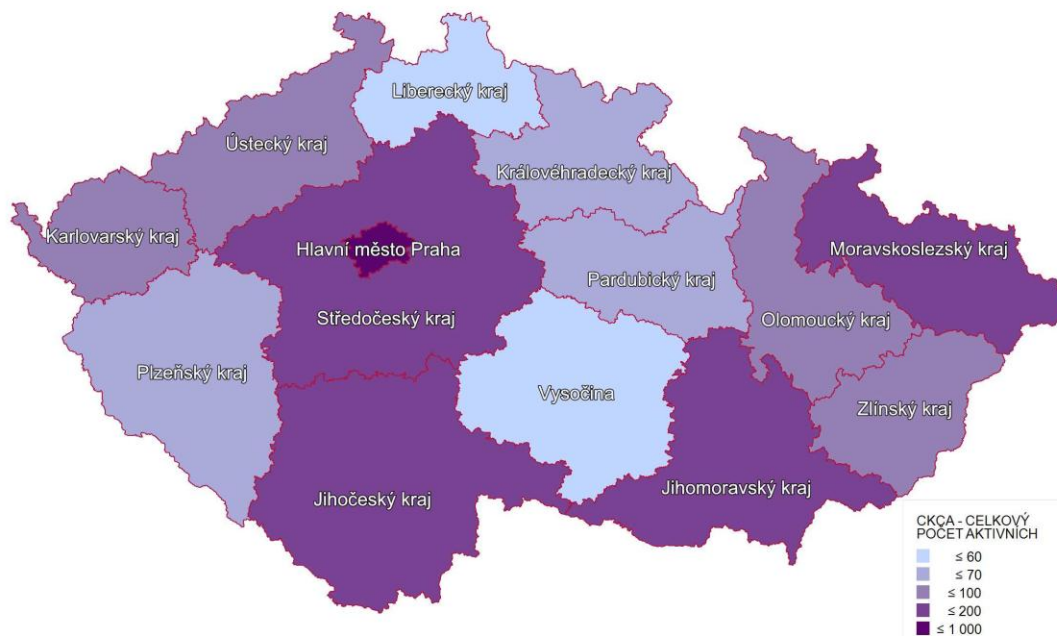 Liberecký kraj
Ústecký kraj
Královéhradecký kraj
Karlovarský kraj
Hlavní město Praha
Moravskoslezský kraj
Pardubický kraj
Středočeský kraj
Olomoucký kraj
Plzeňský kraj
Vysočina
Zlínský kraj
Jihočeský kraj
Jihomoravský kraj
CKCA - CELKOVÝ
POČET AKTIVNÍCH
≤ 60
≤ 70
≤ 100
≤ 200
≤ 1 000